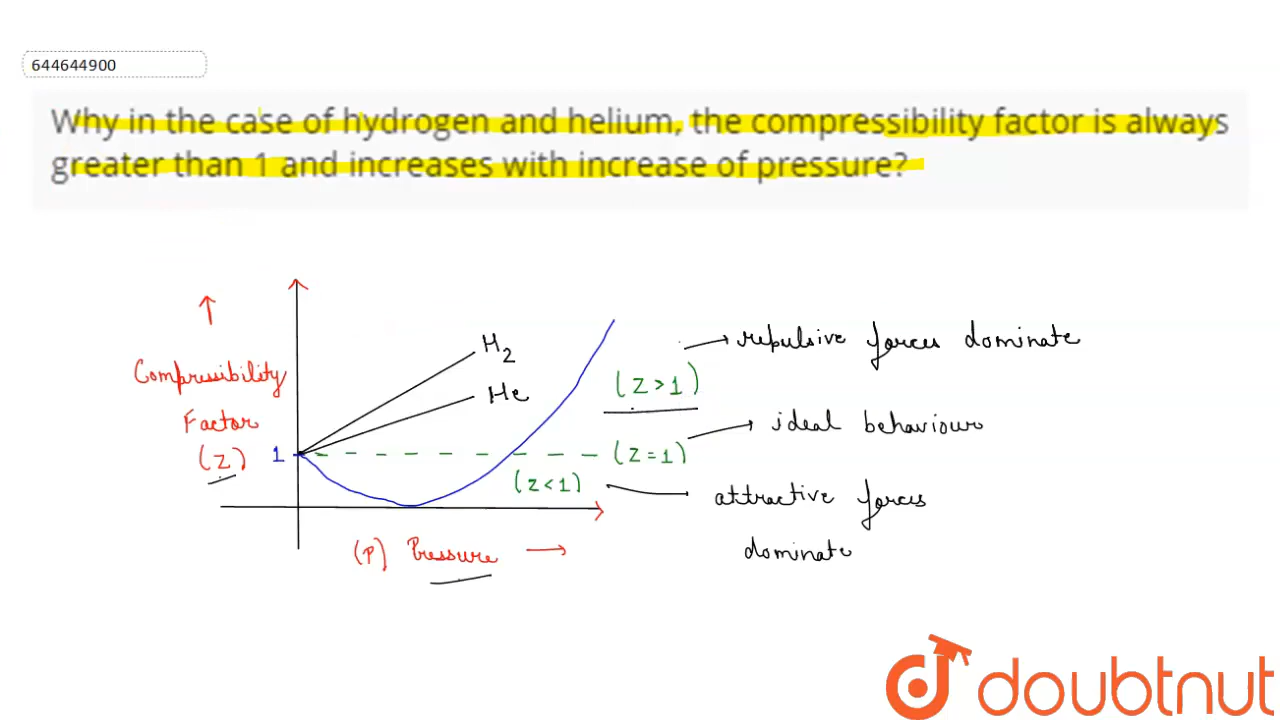 644644900
Why in the case of hydrogen and helium, the compressibility factor is always
greater than 1 and increases with increase of pressure?
Compressibility
Factor
(Z)
1
H2
He
(Z>1)
repulsive forces dominate
(Z=1)
ideal behaviour
(Z<1)
attractive forces
dominate
(P) Pressure
doubtnut